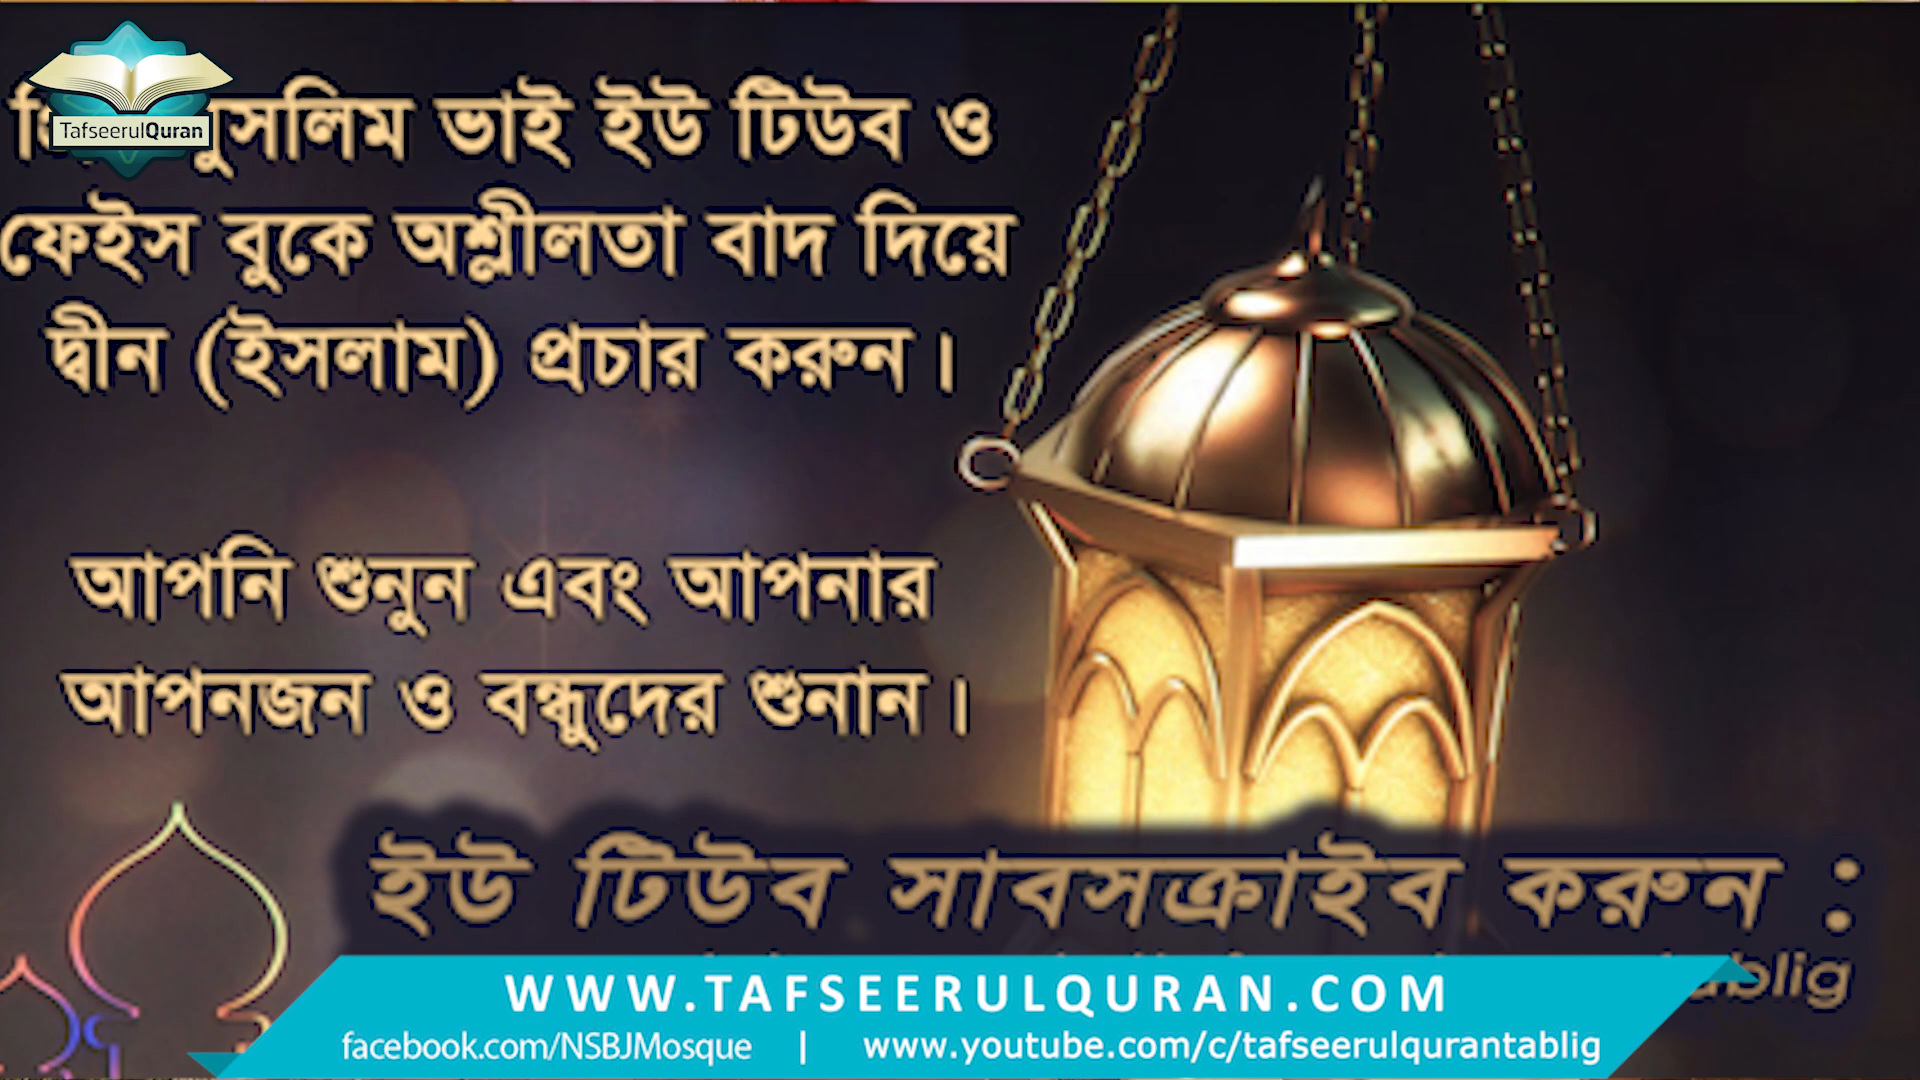 TafseerulQuran
মুসলিম ভাই ইউ টিউব ও
ফেইস বুকে অশ্লীলতা বাদ দিয়ে
দ্বীন (ইসলাম) প্রচার করুন।
আপনি শুনুন এবং আপনার
আপনজন ও বন্ধুদের শুনান।
ইউ টিউব সাবসক্রাইব করুন :
WWW.TAFSEERULQURAN.COM
facebook.com/NSBJMosque | www.youtube.com/c/tafseerulqurantablig